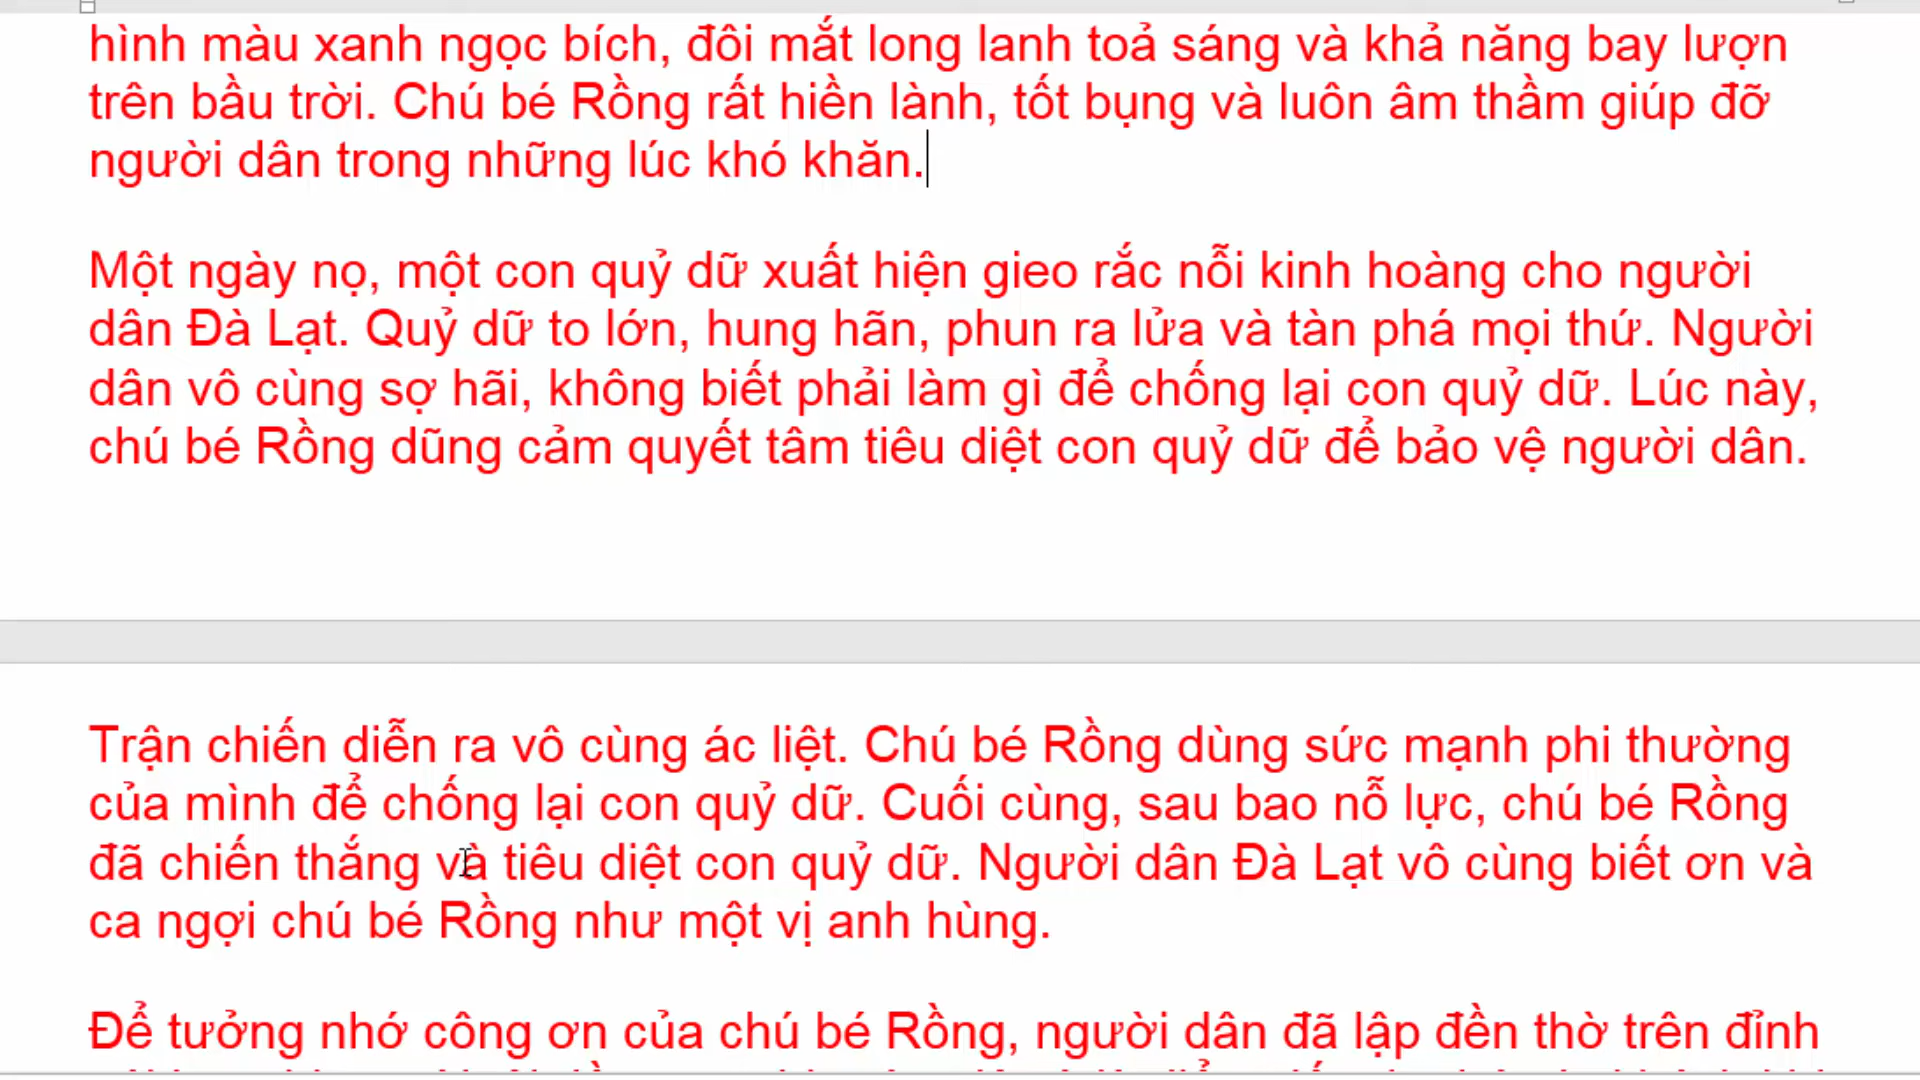 hình màu xanh ngọc bích, đôi mắt long lanh toả sáng và khả năng bay lượn
trên bầu trời. Chú bé Rồng rất hiền lành, tốt bụng và luôn âm thầm giúp đỡ
người dân trong những lúc khó khăn.
Một ngày nọ, một con quỷ dữ xuất hiện gieo rắc nỗi kinh hoàng cho người
dân Đà Lạt. Quỷ dữ to lớn, hung hãn, phun ra lửa và tàn phá mọi thứ. Người
dân vô cùng sợ hãi, không biết phải làm gì để chống lại con quỷ dữ. Lúc này,
chú bé Rồng dũng cảm quyết tâm tiêu diệt con quỷ dữ để bảo vệ người dân.
Trận chiến diễn ra vô cùng ác liệt. Chú bé Rồng dùng sức mạnh phi thường
của mình để chống lại con quỷ dữ. Cuối cùng, sau bao nỗ lực, chú bé Rồng
đã chiến thắng và tiêu diệt con quỷ dữ. Người dân Đà Lạt vô cùng biết ơn và
ca ngợi chú bé Rồng như một vị anh hùng.
Để tưởng nhớ công ơn của chú bé Rồng, người dân đã lập đền thờ trên đỉnh